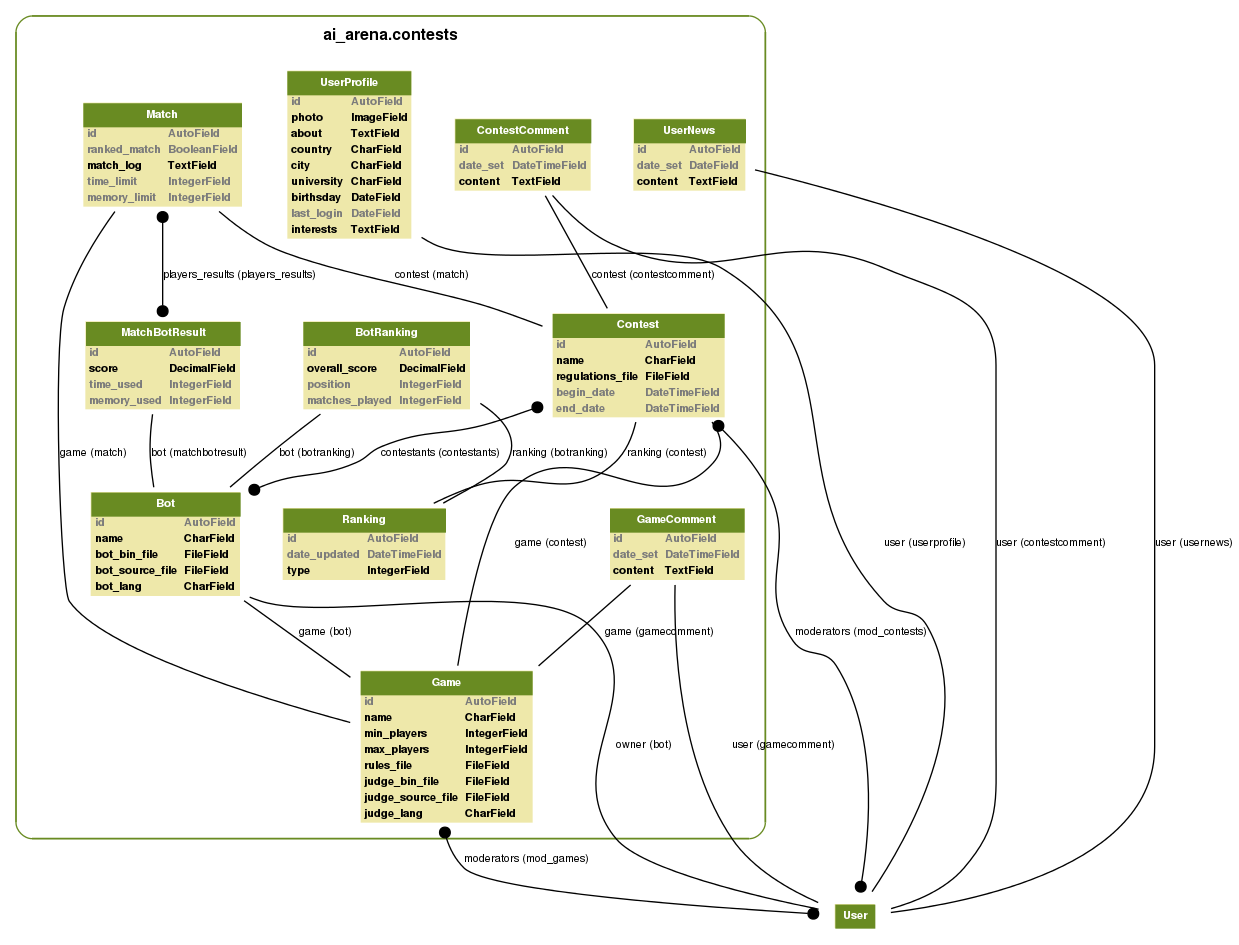 ai_arena.contests
UserProfile
id AutoField
photo ImageField
about TextField
country CharField
city CharField
university CharField
birthsday DateField
last_login DateField
interests TextField
Match
id AutoField
ranked_match BooleanField
match_log TextField
time_limit IntegerField
memory_limit IntegerField
ContestComment
id AutoField
date_set DateTimeField
content TextField
UserNews
id AutoField
date_set DateField
content TextField
players_results (players_results)
contest (match)
contest (contestcomment)
MatchBotResult
id AutoField
score DecimalField
time_used IntegerField
memory_used IntegerField
BotRanking
id AutoField
overall_score DecimalField
position IntegerField
matches_played IntegerField
Contest
id AutoField
name CharField
regulations_file FileField
begin_date DateTimeField
end_date DateTimeField
game (match)
bot (matchbotresult)
bot (botranking)
contestants (contestants)
ranking (botranking)
ranking (contest)
Bot
id AutoField
name CharField
bot_bin_file FileField
bot_source_file FileField
bot_lang CharField
Ranking
id AutoField
date_updated DateTimeField
type IntegerField
GameComment
id AutoField
date_set DateTimeField
content TextField
game (contest)
user (userprofile)
user (contestcomment)
user (usernews)
game (bot)
game (gamecomment)
moderators (mod_contests)
Game
id AutoField
name CharField
min_players IntegerField
max_players IntegerField
rules_file FileField
judge_bin_file FileField
judge_source_file FileField
judge_lang CharField
owner (bot)
user (gamecomment)
moderators (mod_games)
User